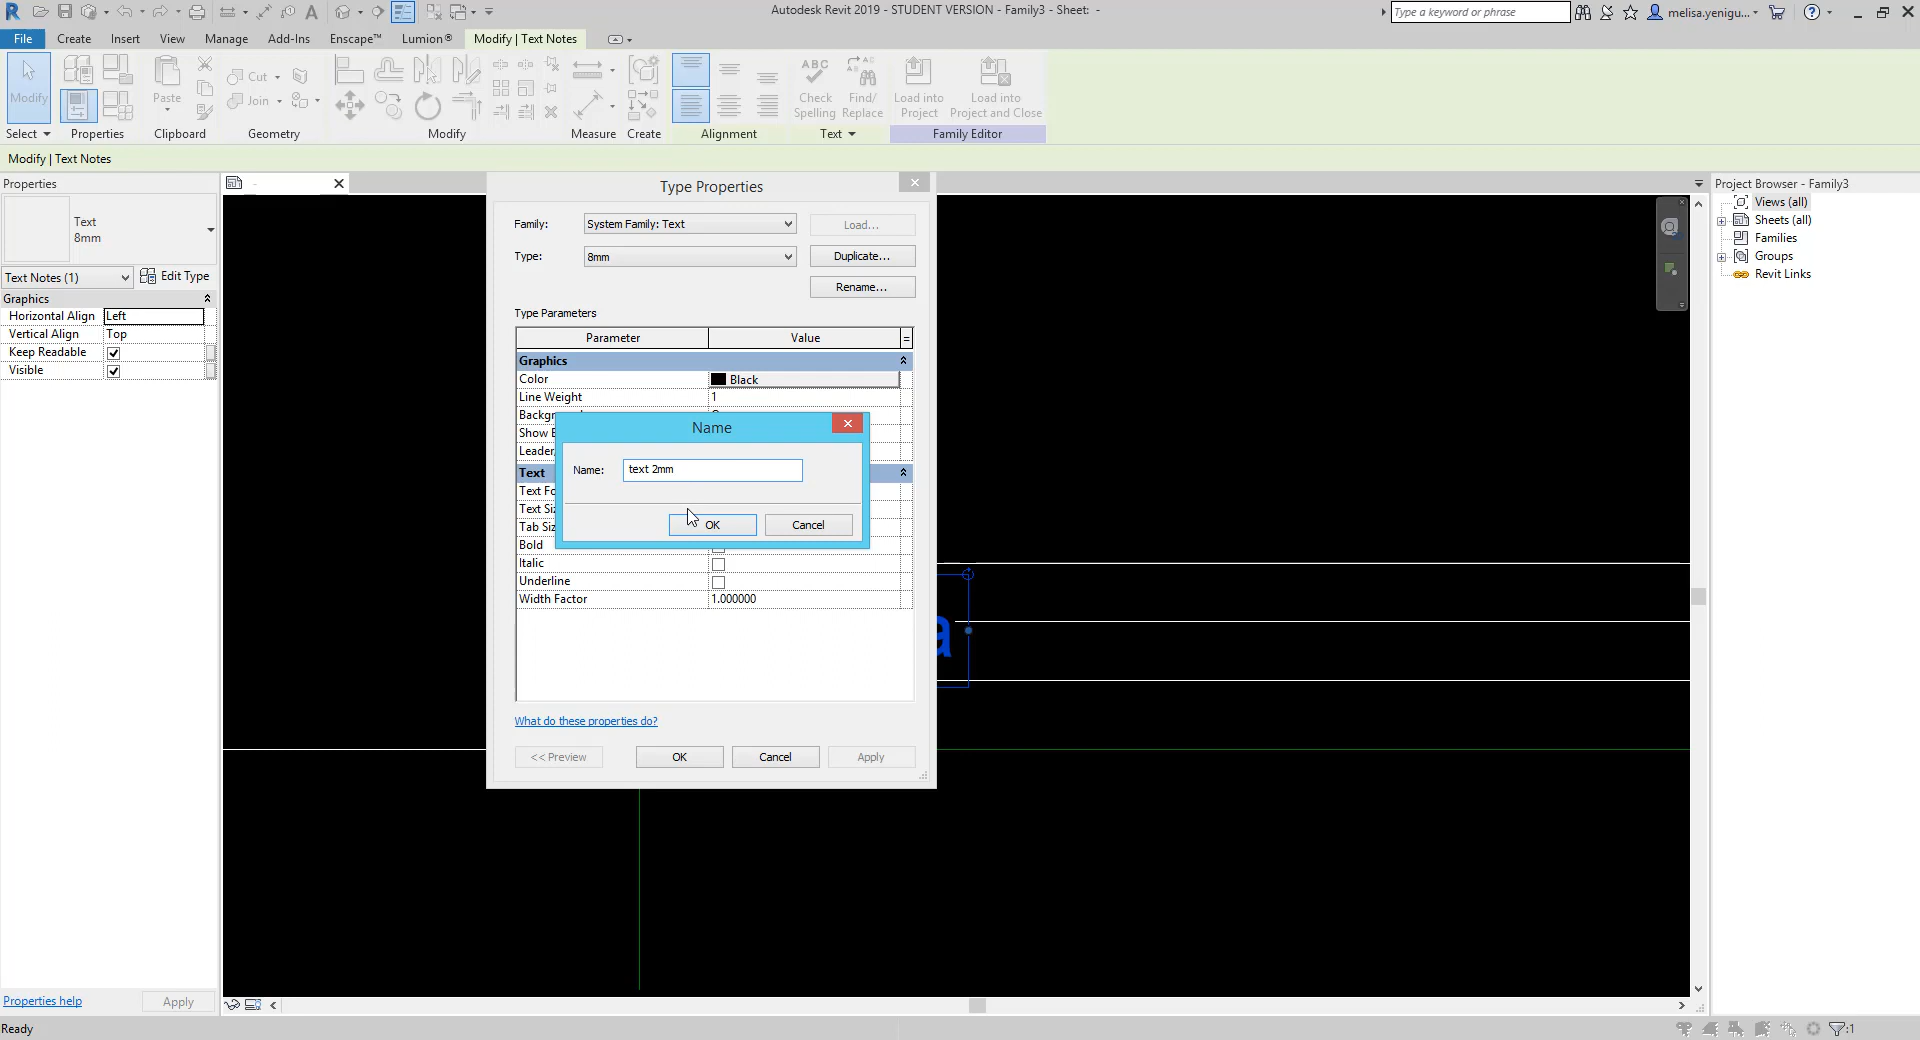 Autodesk Revit 2019 - STUDENT VERSION - Family3 - Sheet:  -
Type a keyword or phrase
melisa.yenigu...
File
Create
Insert
View
Manage
Add-Ins
Enscape™
Lumion®
Modify | Text Notes
Modify
Paste
Cut
Join
ABC
Check
Spelling
Find/
Replace
Load into
Project
Load into
Project and Close
Select
Properties
Clipboard
Geometry
Modify
Measure
Create
Alignment
Text
Family Editor
Modify | Text Notes
Properties
Text
8mm
Text Notes (1)
Edit Type
Graphics
Horizontal Align
Left
Vertical Align
Top
Keep Readable
Visible
Properties help
Apply
Ready
-
Type Properties
Family:
System Family: Text
Load...
Type:
8mm
Duplicate...
Rename...
Type Parameters
Parameter
Value
=
Graphics
Color
Black
Line Weight
1
Show
Leader
Text
Text
Text
Tab
Bold
Italic
Underline
Width Factor
1.000000
Name
Name:
text 2mm
OK
Cancel
What do these properties do?
<< Preview
OK
Cancel
Apply
a
Project Browser - Family3
Views (all)
Sheets (all)
Families
Groups
Revit Links
:1